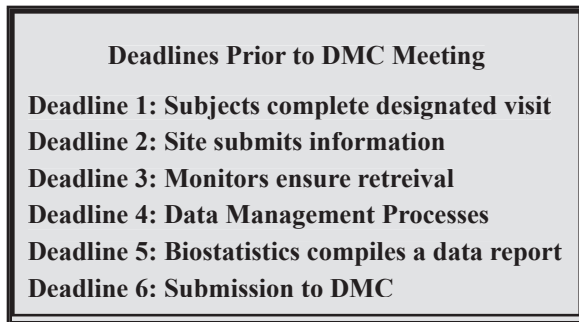 Deadlines Prior to DMC Meeting
Deadline 1: Subjects complete designated visit
Deadline 2: Site submits information
Deadline 3: Monitors ensure retreival
Deadline 4: Data Management Processes
Deadline 5: Biostatistics compiles a data report
Deadline 6: Submission to DMC